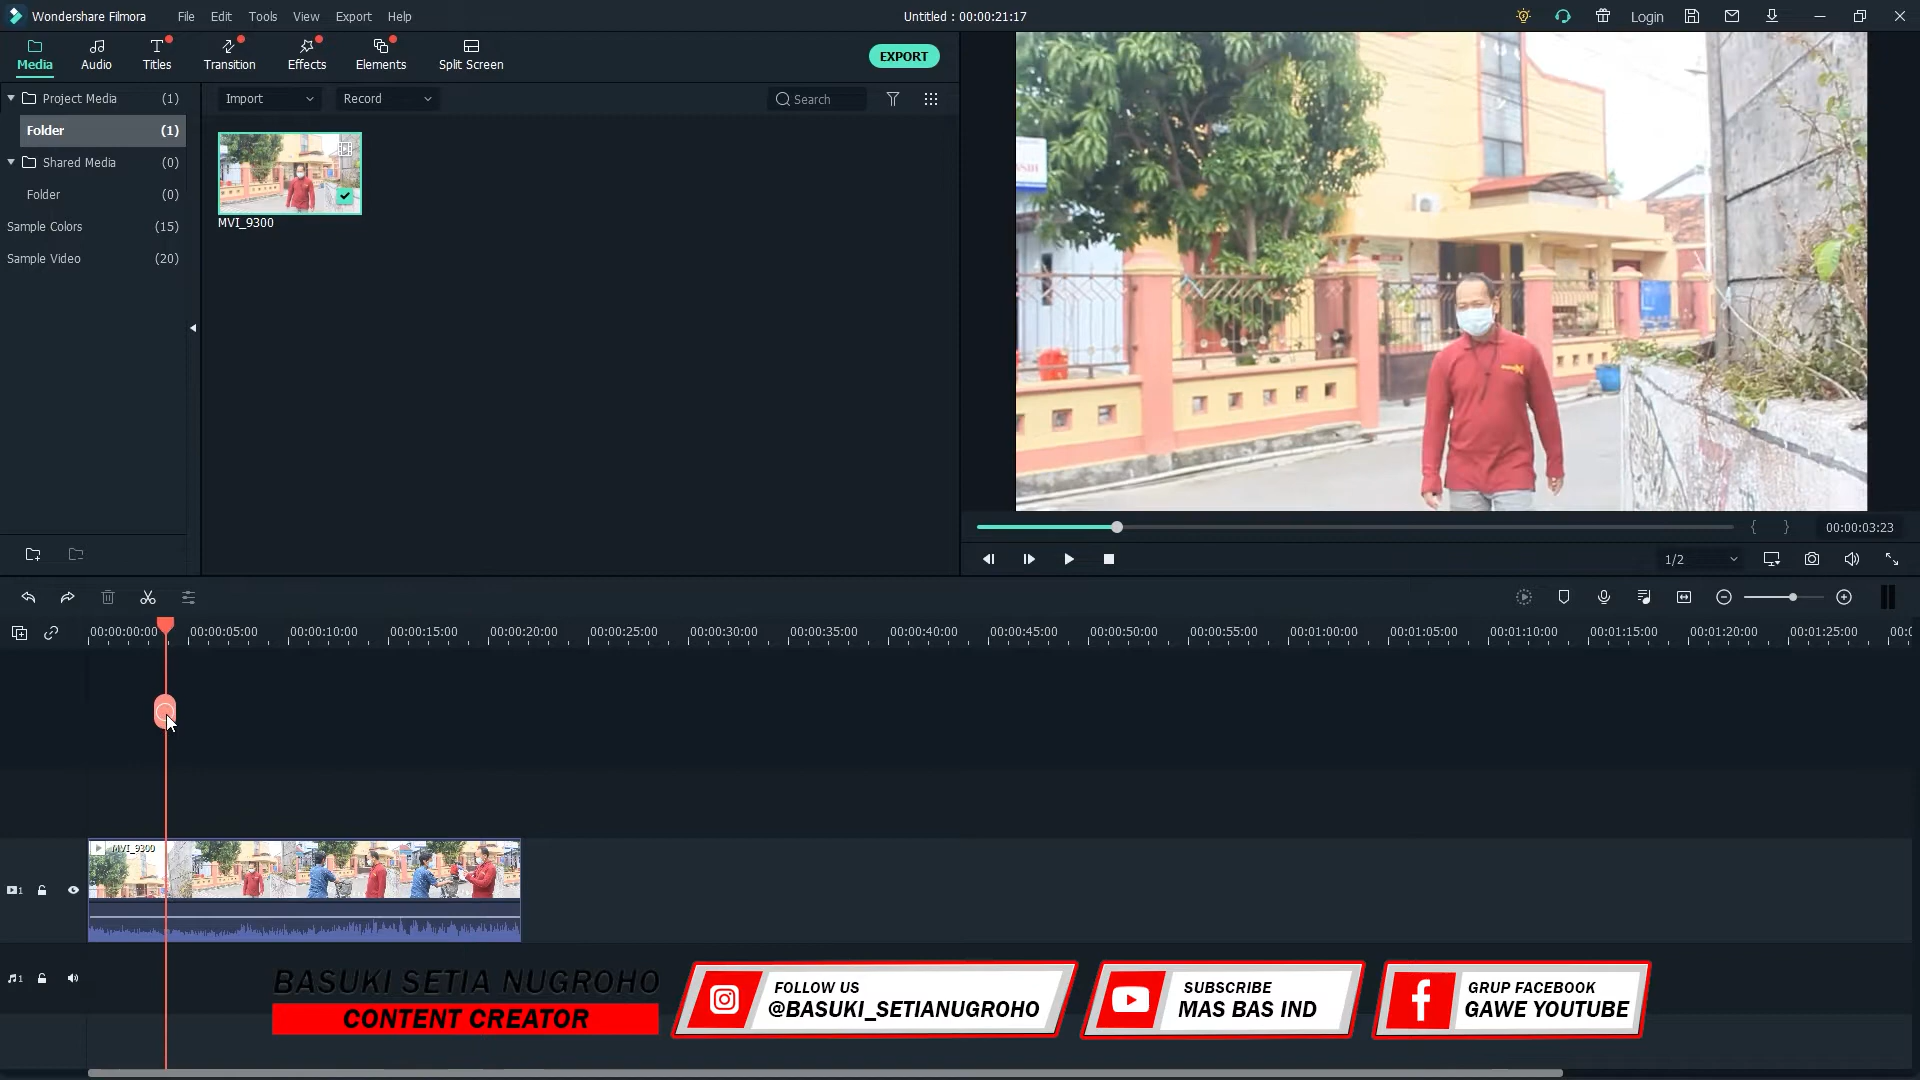 Wondershare Filmora
File
Edit
Tools
View
Export
Help
Untitled : 00:00:21:17
Login
Media
Audio
Titles
Transition
Effects
Elements
Split Screen
EXPORT
Project Media (1)
Folder (1)
Shared Media (0)
Folder (0)
Sample Colors (15)
Sample Video (20)
Import
Record
Search
MVI_9300
{ }
00:00:03:23
1/2
00:00:00:00
00:00:05:00
00:00:10:00
00:00:15:00
00:00:20:00
00:00:25:00
00:00:30:00
00:00:35:00
00:00:40:00
00:00:45:00
00:00:50:00
00:00:55:00
00:01:00:00
00:01:05:00
00:01:10:00
00:01:15:00
00:01:20:00
00:01:25:00
MVI_9300
1
1
BASUKI SETIA NUGROHO
CONTENT CREATOR
FOLLOW US
@BASUKI_SETIANUGROHO
SUBSCRIBE
MAS BAS IND
GRUP FACEBOOK
GAWE YOUTUBE